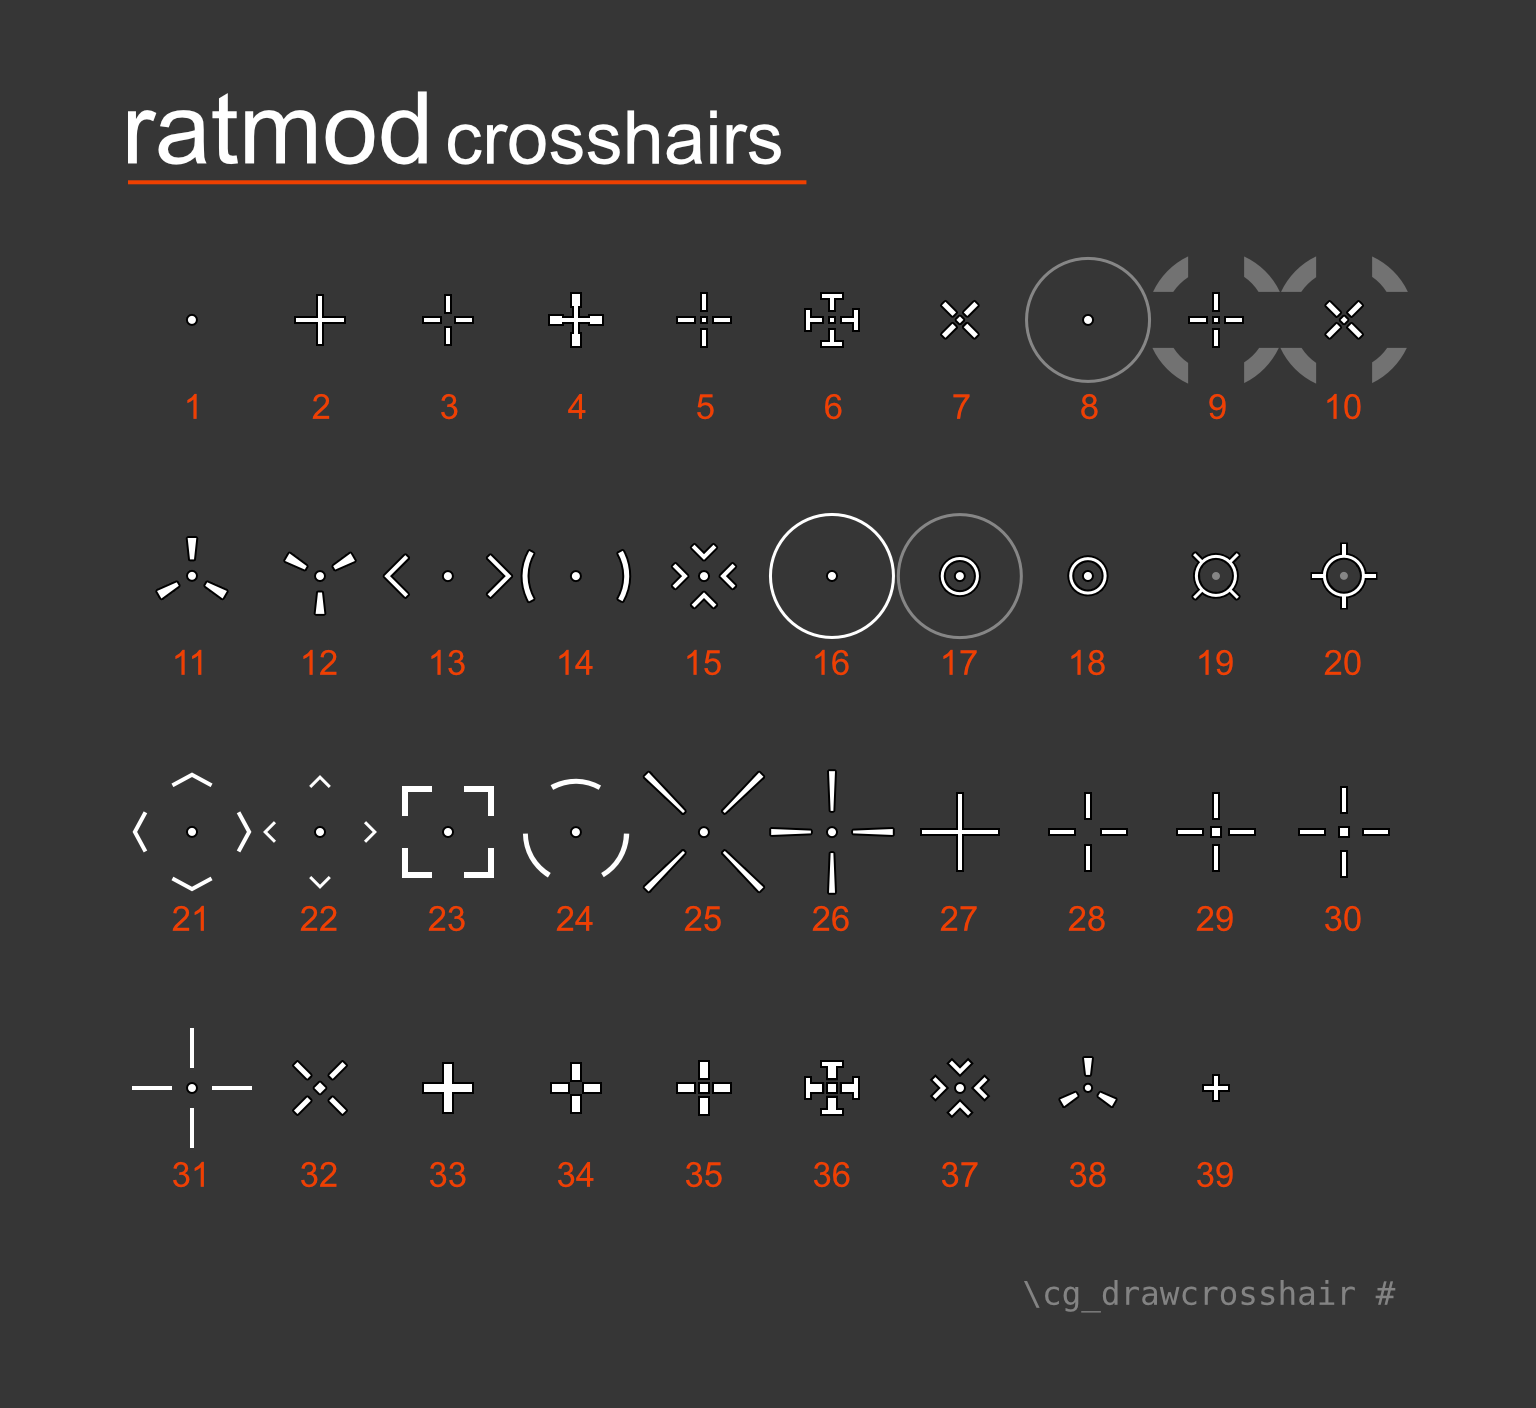 ratmod crosshairs
1 2 3 4 5 6 7 8 9 10
11 12 13 14 15 16 17 18 19 20
21 22 23 24 25 26 27 28 29 30
31 32 33 34 35 36 37 38 39
\cg_drawcrosshair #